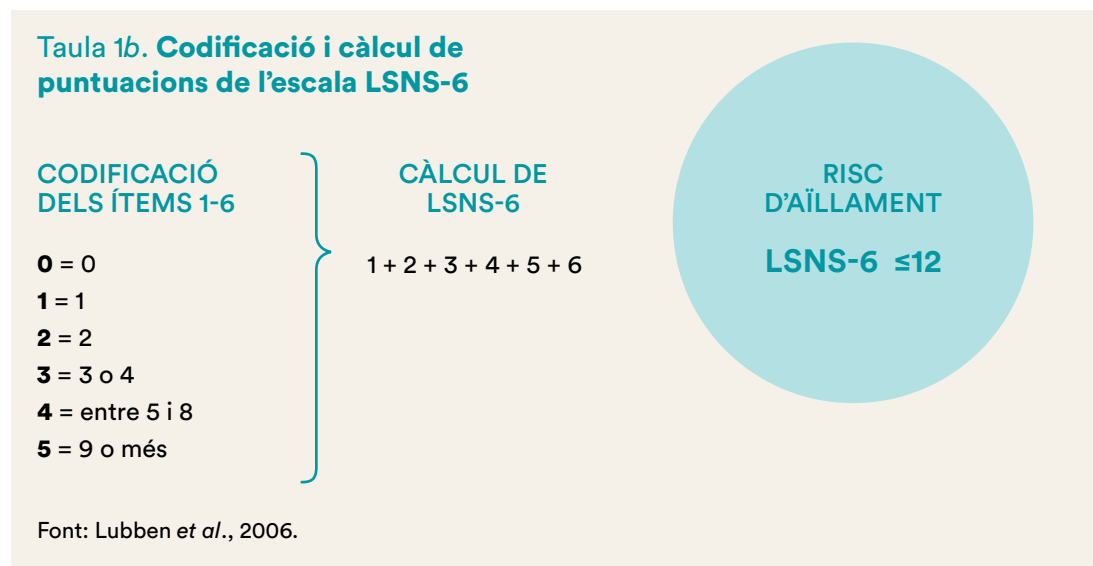 Taula 1b. Codificació i càlcul de
puntuacions de l’escala LSNS-6
CODIFICACIÓ
DELS ÍTEMS 1-6
0 = 0
1 = 1
2 = 2
3 = 3 o 4
4 = entre 5 i 8
5 = 9 o més
CÀLCUL DE
LSNS-6
1 + 2 + 3 + 4 + 5 + 6
RISC
D’AÏLLAMENT
LSNS-6 ≤12
Font: Lubben et al., 2006.